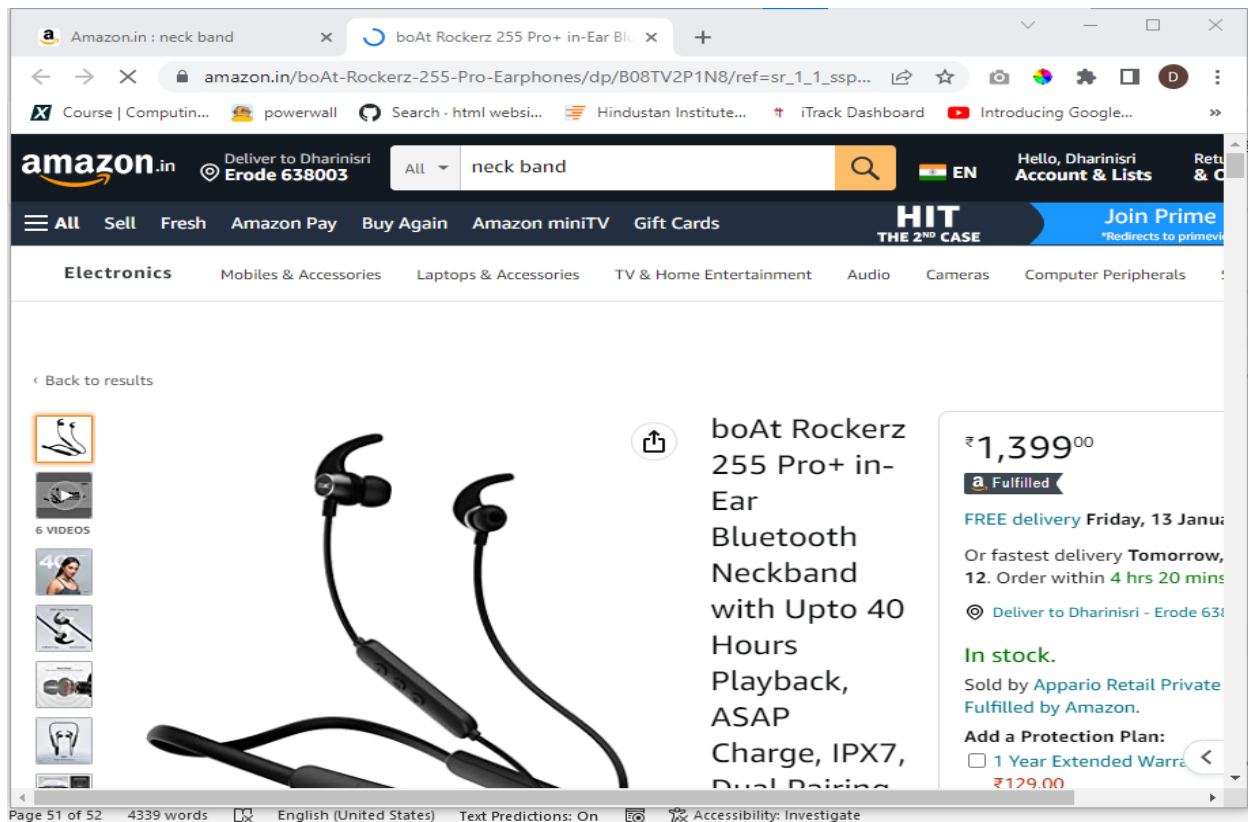 Amazon.in : neck band
boAt Rockerz 255 Pro+ in-Ear Blu
amazon.in/boAt-Rockerz-255-Pro-Earphones/dp/B08TV2P1N8/ref=sr_1_1_ssp...
D
Course | Computin...
powerwall
Search · html websi...
Hindustan Institute...
iTrack Dashboard
Introducing Google...
»
amazon.in
Deliver to Dharinisri
Erode 638003
All
neck band
EN
Hello, Dharinisri
Account & Lists
Retu
& O
All Sell Fresh Amazon Pay Buy Again Amazon miniTV Gift Cards
HIT
THE 2ND CASE
Join Prime
*Redirects to primevi
Electronics Mobiles & Accessories Laptops & Accessories TV & Home Entertainment Audio Cameras Computer Peripherals
‹ Back to results
6 VIDEOS
boAt Rockerz
255 Pro+ in-
Ear
Bluetooth
Neckband
with Upto 40
Hours
Playback,
ASAP
Charge, IPX7,
Dual Pairing
₹1,39900
a Fulfilled
FREE delivery Friday, 13 Janua
Or fastest delivery Tomorrow,
12. Order within 4 hrs 20 mins
Deliver to Dharinisri - Erode 638
In stock.
Sold by Appario Retail Private
Fulfilled by Amazon.
Add a Protection Plan:
1 Year Extended Warra
₹129.00
Page 51 of 52 4339 words English (United States) Text Predictions: On Accessibility: Investigate